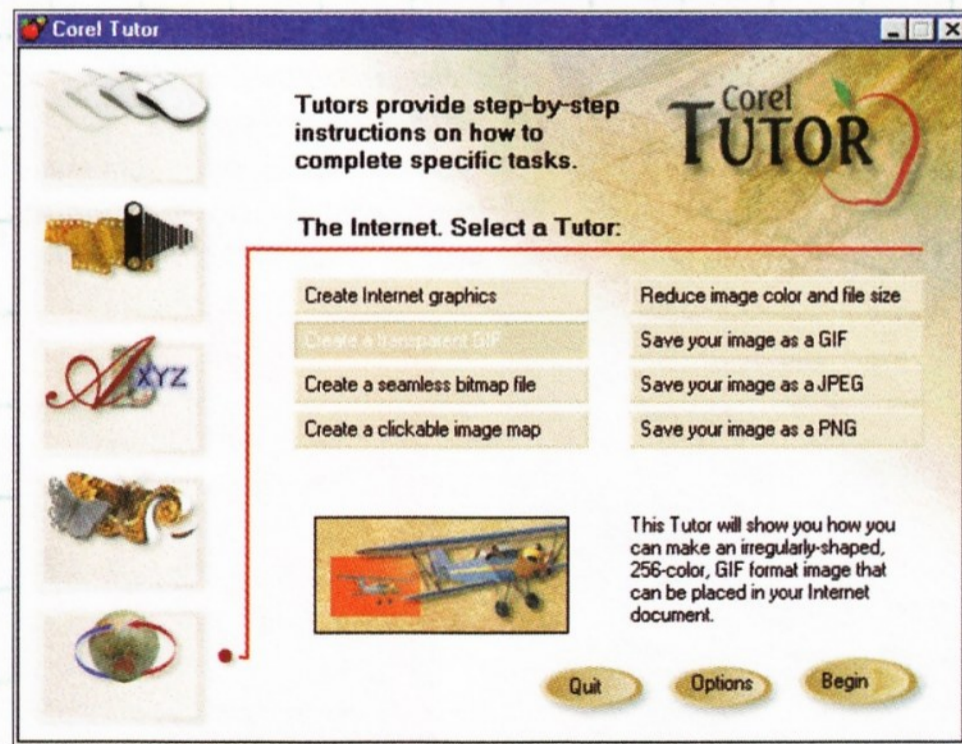 Corel Tutor
Tutors provide step-by-step
instructions on how to
complete specific tasks.
Corel
TUTOR
The Internet. Select a Tutor:
Create Internet graphics
Create a transparent GIF
Create a seamless bitmap file
Create a clickable image map
Reduce image color and file size
Save your image as a GIF
Save your image as a JPEG
Save your image as a PNG
A XYZ
This Tutor will show you how you
can make an irregularly-shaped,
256-color, GIF format image that
can be placed in your Internet
document.
Quit
Options
Begin